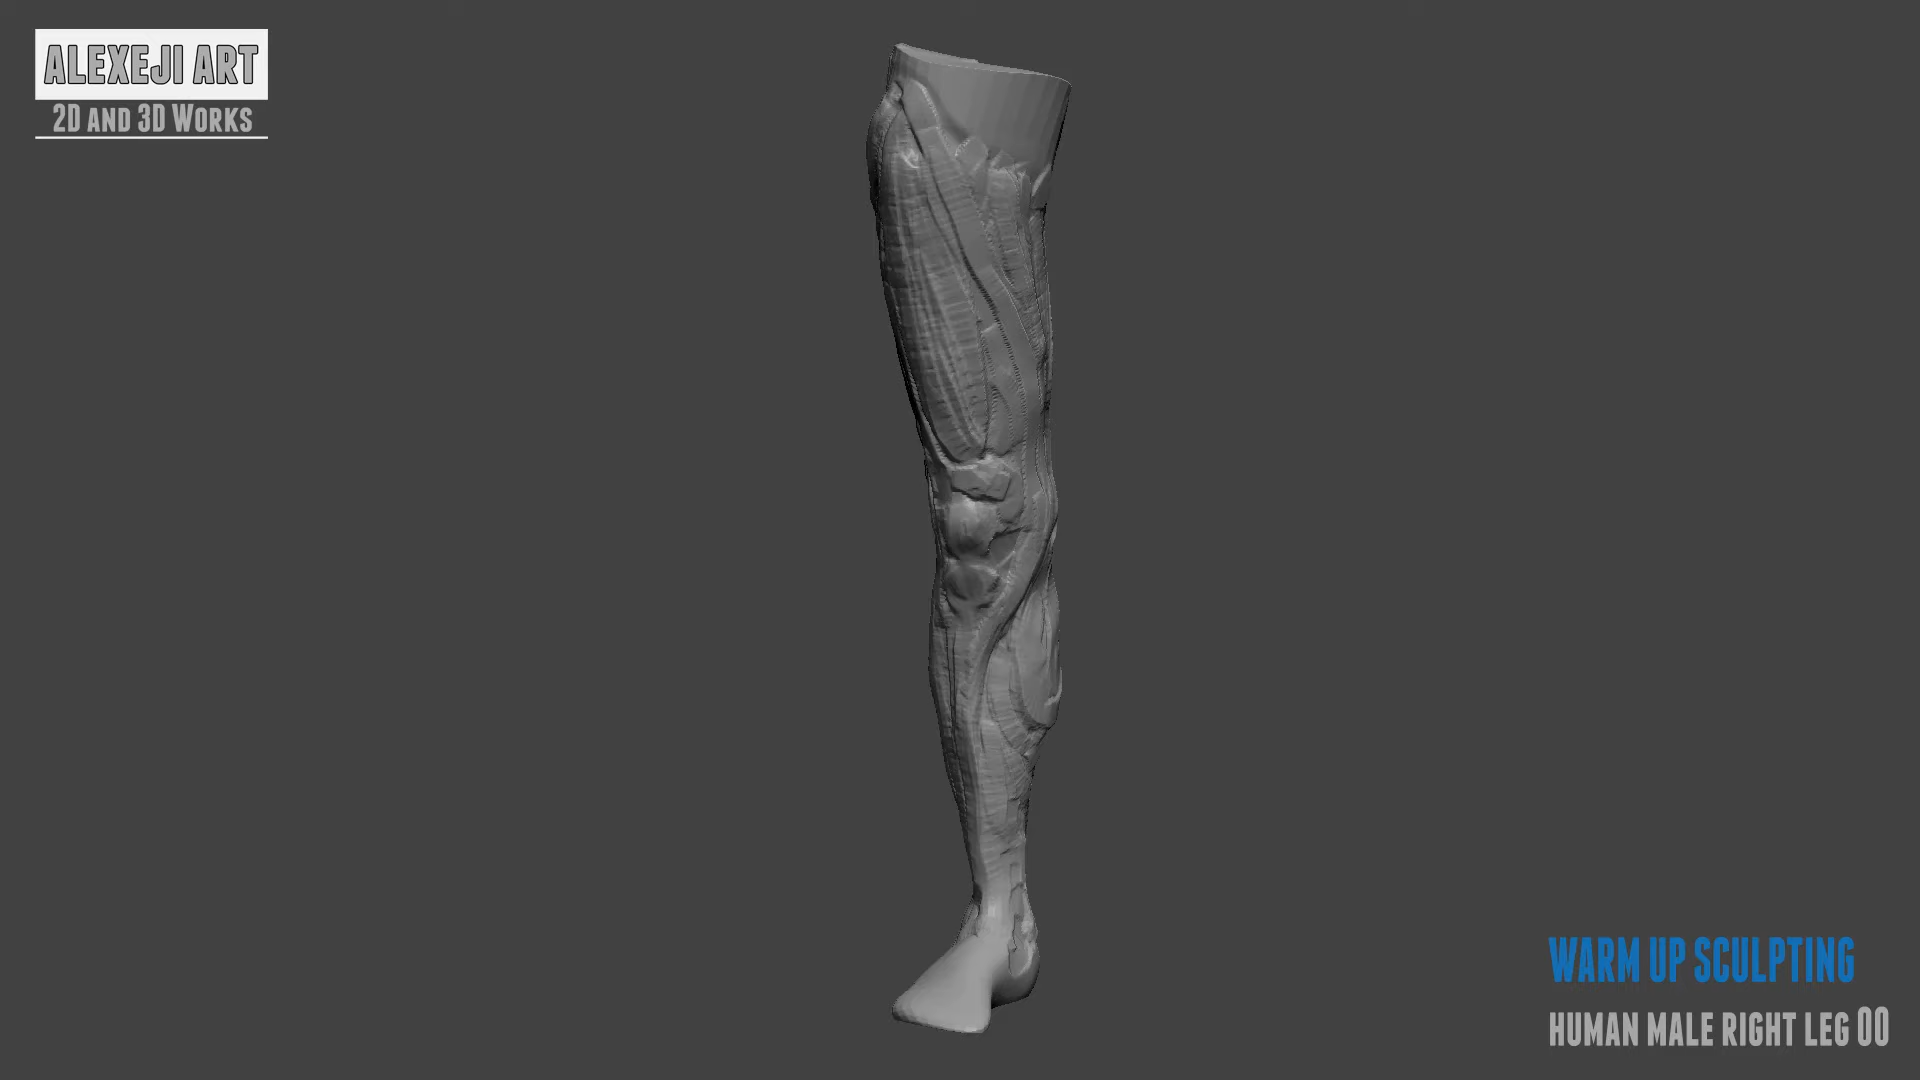 ALEXEJI ART
2D AND 3D WORKS
WARM UP SCULPTING
HUMAN MALE RIGHT LEG 00